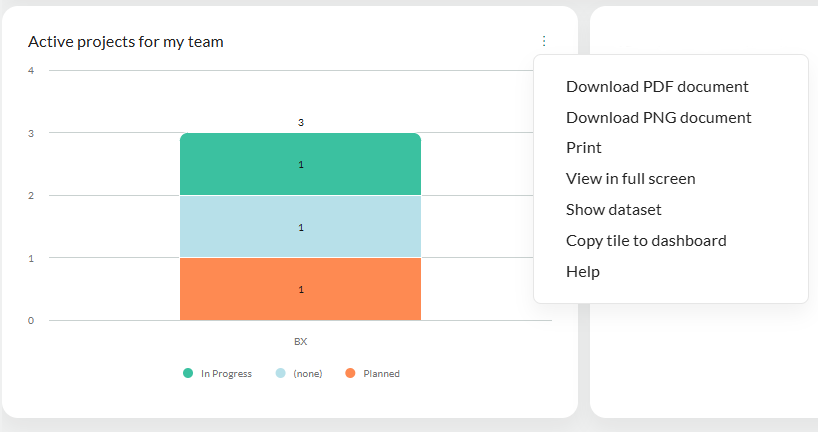 Active projects for my team
4
3
3
1
2
1
1
1
0
BX
In Progress
(none)
Planned
Download PDF document
Download PNG document
Print
View in full screen
Show dataset
Copy tile to dashboard
Help